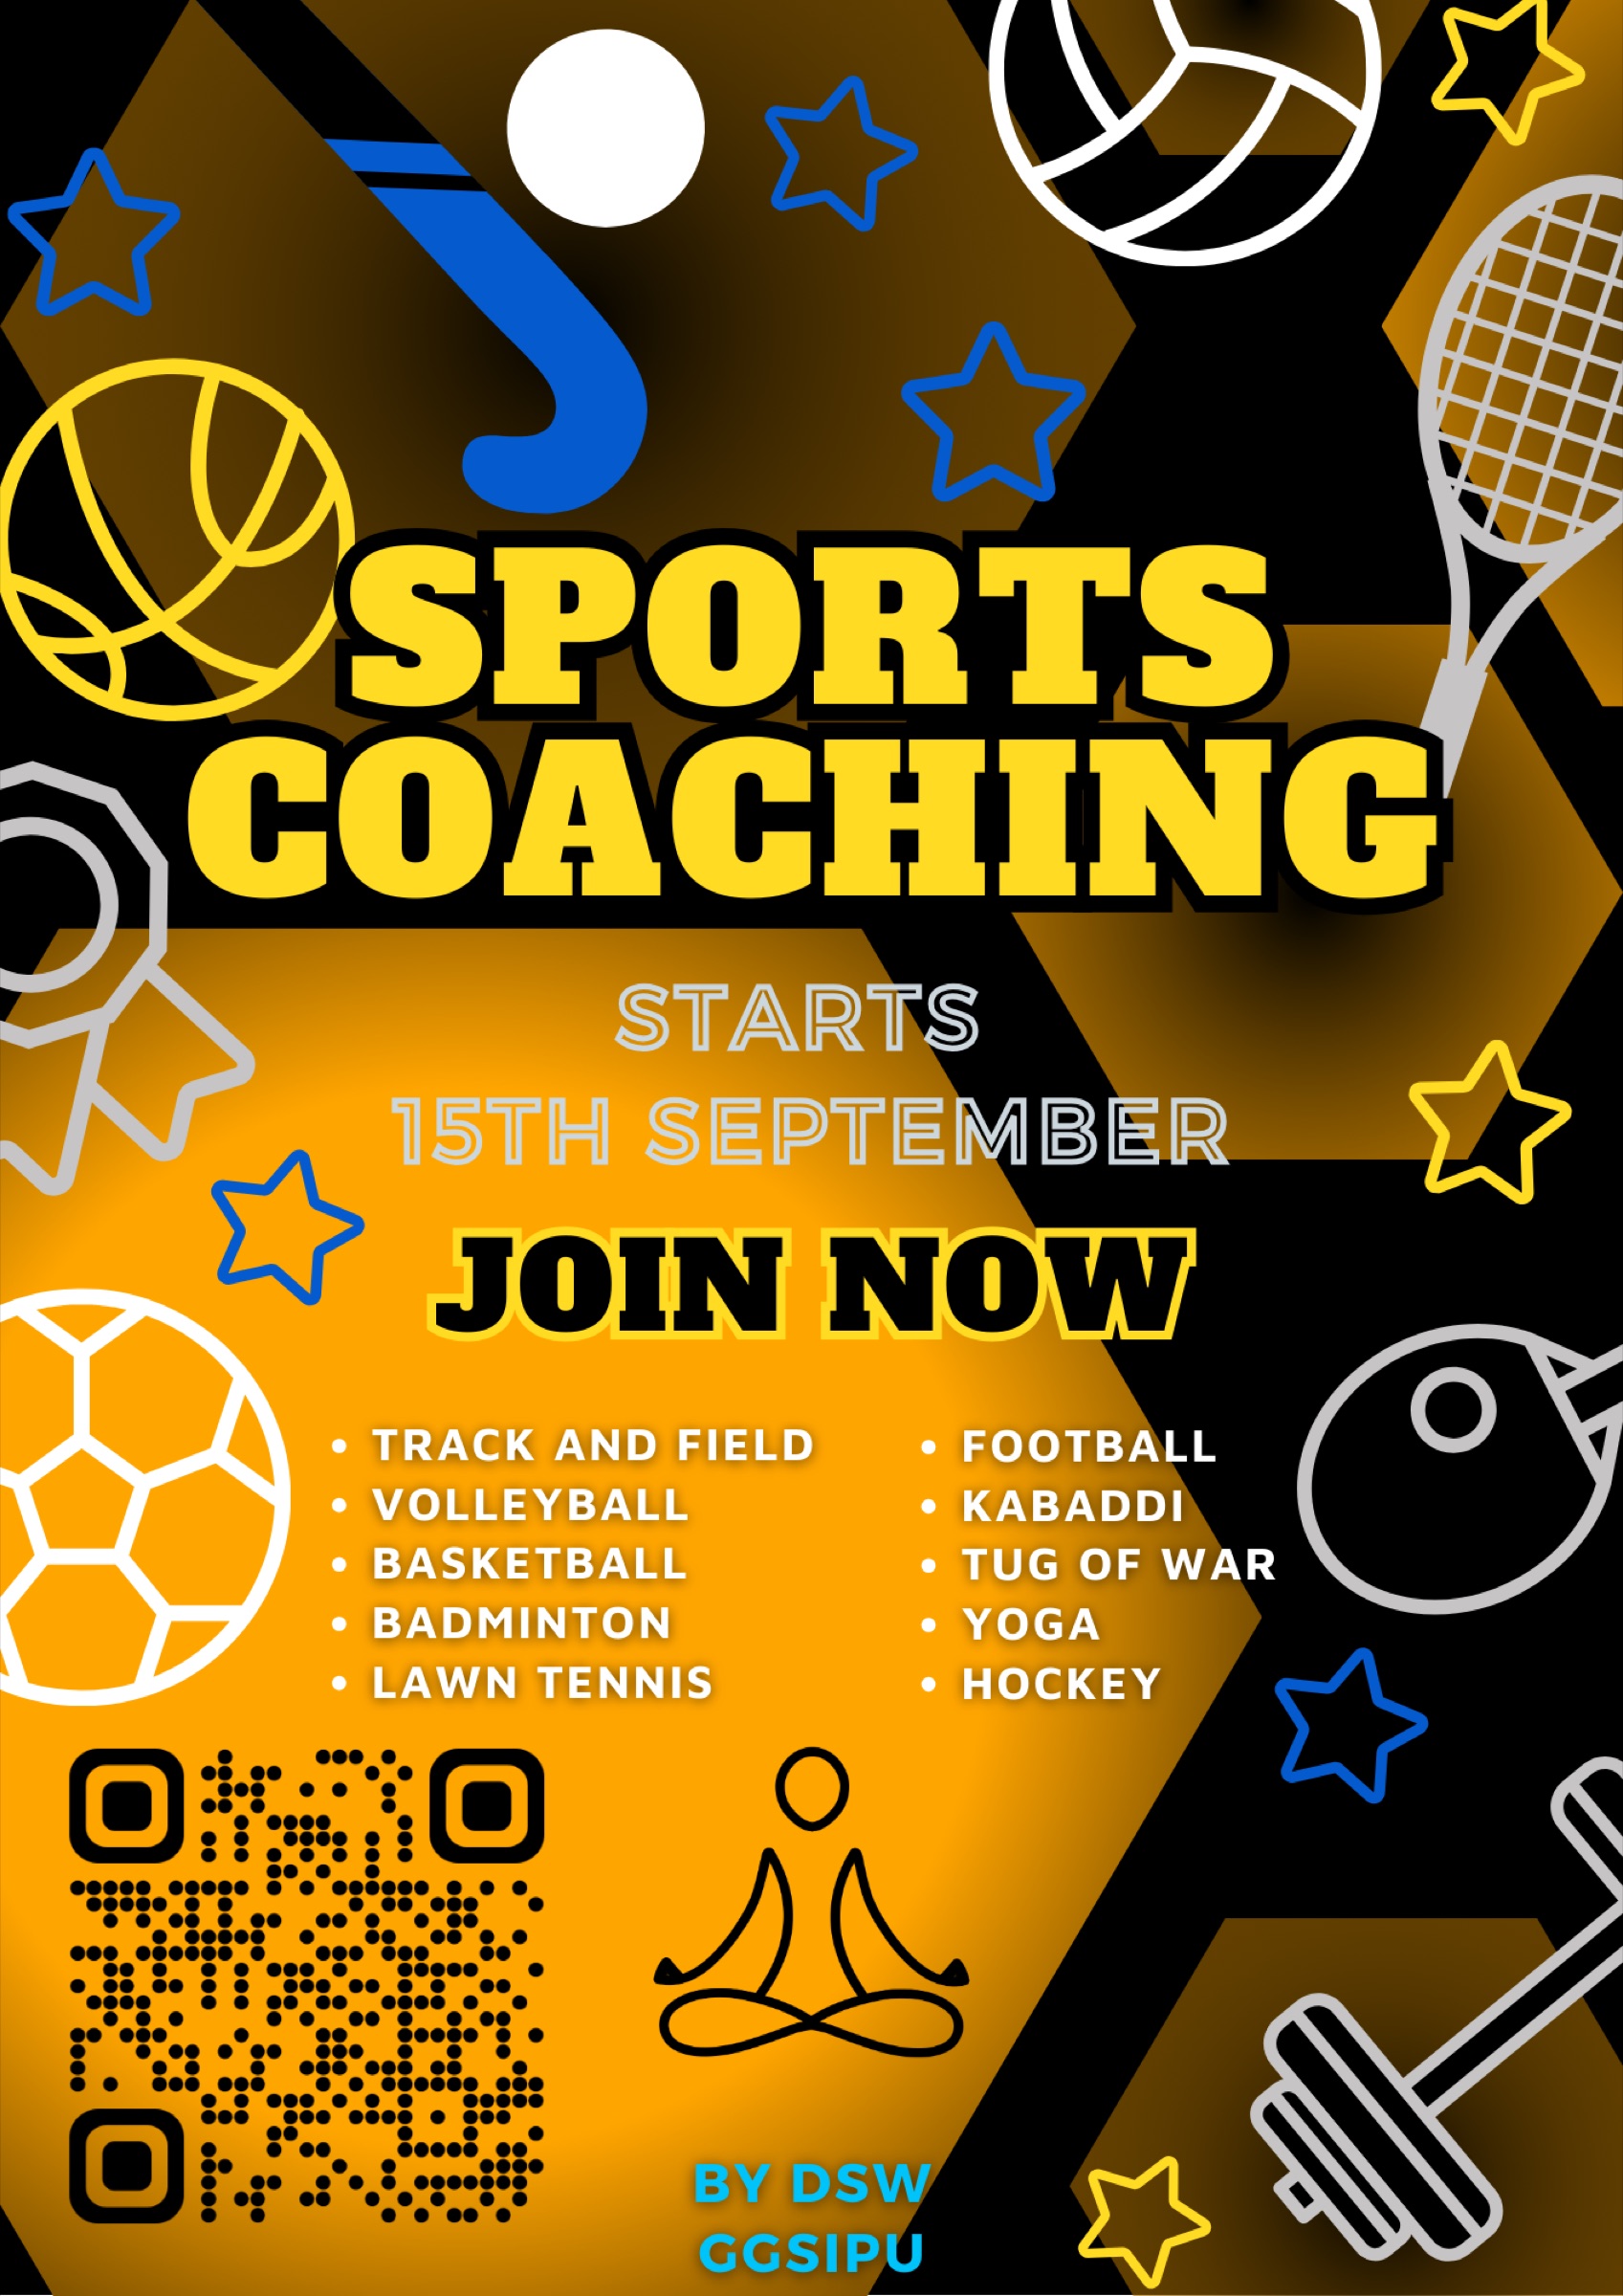 SPORTS
COACHING
STARTS
15TH SEPTEMBER
JOIN NOW
• TRACK AND FIELD
• VOLLEYBALL
• BASKETBALL
• BADMINTON
• LAWN TENNIS
• FOOTBALL
• KABADDI
• TUG OF WAR
• YOGA
• HOCKEY
BY DSW
GGSIPU